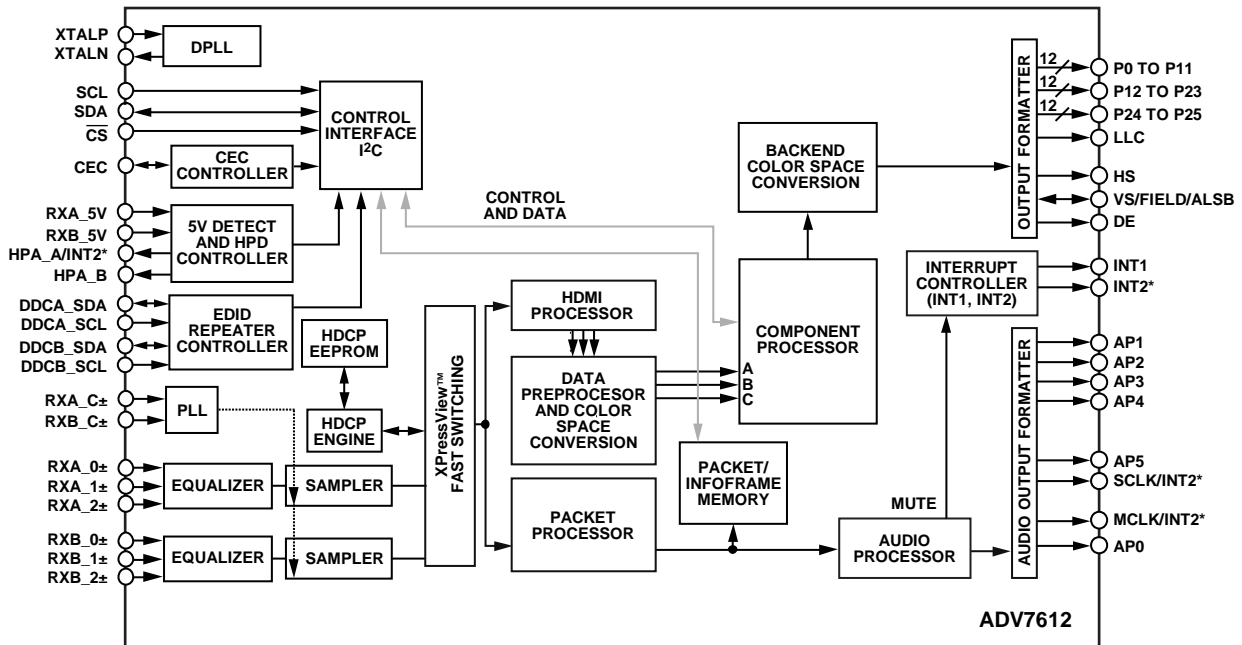 XTALP
XTALN
DPLL
SCL
SDA
CS
CEC
CEC
CONTROLLER
CONTROL
INTERFACE
I2C
RXA_5V
RXB_5V
HPA_A/INT2*
HPA_B
5V DETECT
AND HPD
CONTROLLER
DDCA_SDA
DDCA_SCL
DDCB_SDA
DDCB_SCL
EDID
REPEATER
CONTROLLER
HDCP
EEPROM
HDCP
ENGINE
RXA_C±
RXB_C±
PLL
RXA_0±
RXA_1±
RXA_2±
EQUALIZER
SAMPLER
RXB_0±
RXB_1±
RXB_2±
EQUALIZER
SAMPLER
XPressView™
FAST SWITCHING
CONTROL
AND DATA
HDMI
PROCESSOR
DATA
PREPROCESOR
AND COLOR
SPACE
CONVERSION
A
B
C
PACKET
PROCESSOR
PACKET/
INFOFRAME
MEMORY
BACKEND
COLOR SPACE
CONVERSION
COMPONENT
PROCESSOR
MUTE
AUDIO
PROCESSOR
INTERRUPT
CONTROLLER
(INT1, INT2)
OUTPUT FORMATTER
12
12
12
P0 TO P11
P12 TO P23
P24 TO P25
LLC
HS
VS/FIELD/ALSB
DE
INT1
INT2*
AUDIO OUTPUT FORMATTER
AP1
AP2
AP3
AP4
AP5
SCLK/INT2*
MCLK/INT2*
AP0
ADV7612